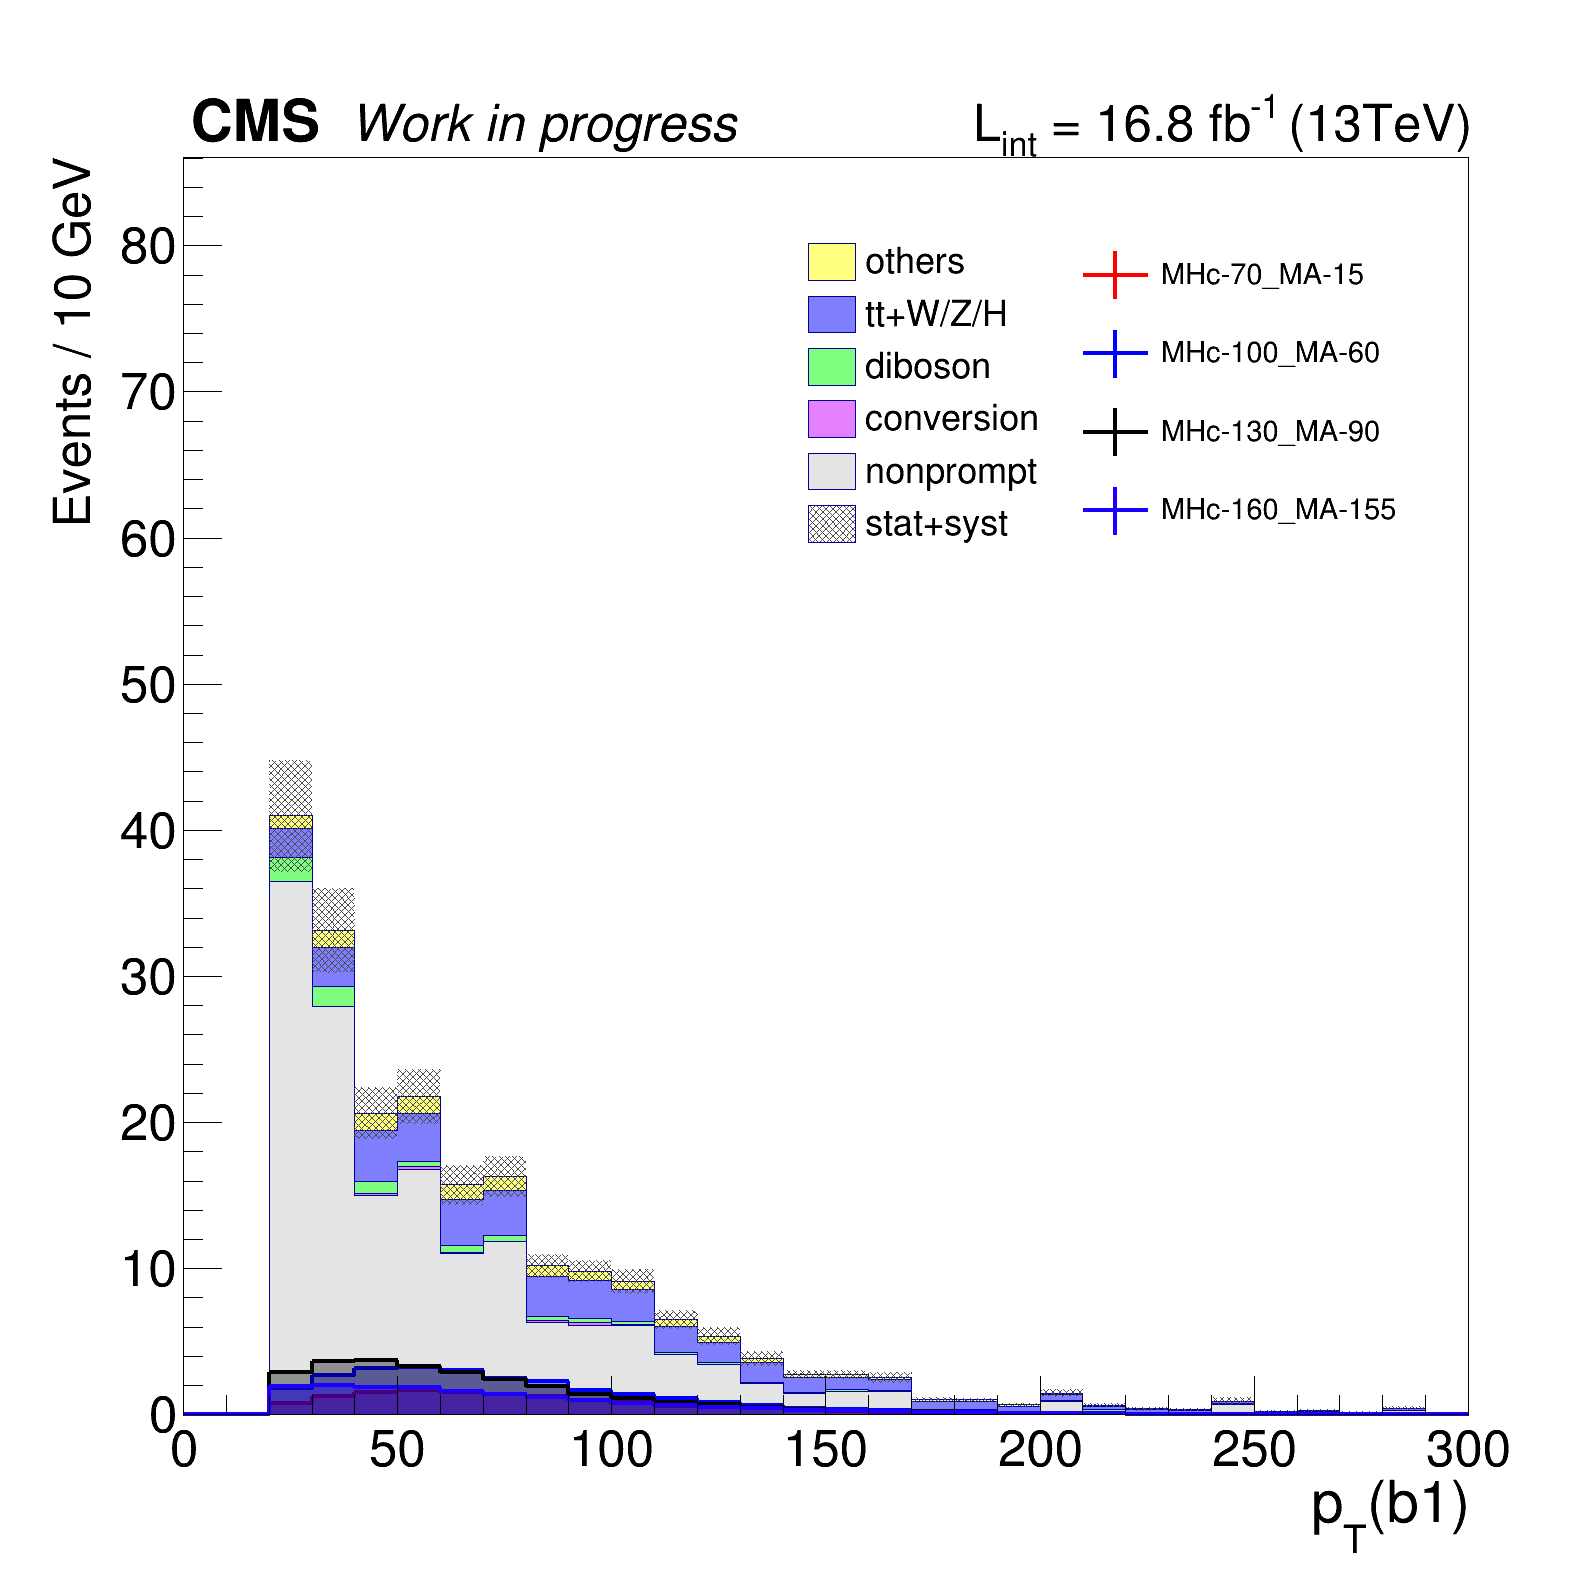 CMS Work in progress
L_int = 16.8 fb^-1 (13TeV)
Events / 10 GeV
80
70
60
50
40
30
20
10
0
others
tt+W/Z/H
diboson
conversion
nonprompt
stat+syst
MHc-70_MA-15
MHc-100_MA-60
MHc-130_MA-90
MHc-160_MA-155
0 50 100 150 200 250 300
p_T(b1)